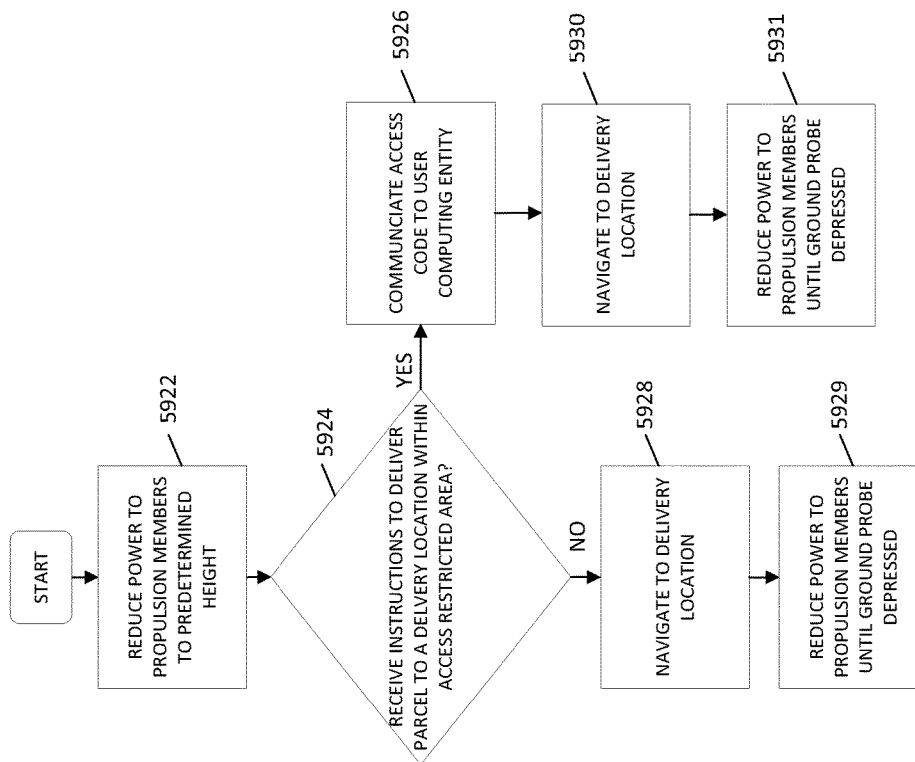 START
REDUCE POWER TO
PROPULSION MEMBERS
TO PREDETERMINED
HEIGHT
5922
RECEIVE INSTRUCTIONS TO DELIVER
PARCEL TO A DELVERY LOCATION WITHIN
ACCESS RESTRICTED AREA?
5924
YES
NO
COMMUNCIATE ACCESS
CODE TO USER
COMPUTING ENTITY
5926
NAVIGATE TO DELIVERY
LOCATION
5930
REDUCE POWER TO
PROPULSION MEMBERS
UNTIL GROUND PROBE
DEPRESSED
5931
NAVIGATE TO DELIVERY
LOCATION
5928
REDUCE POWER TO
PROPULSION MEMBERS
UNTIL GROUND PROBE
DEPRESSED
5929